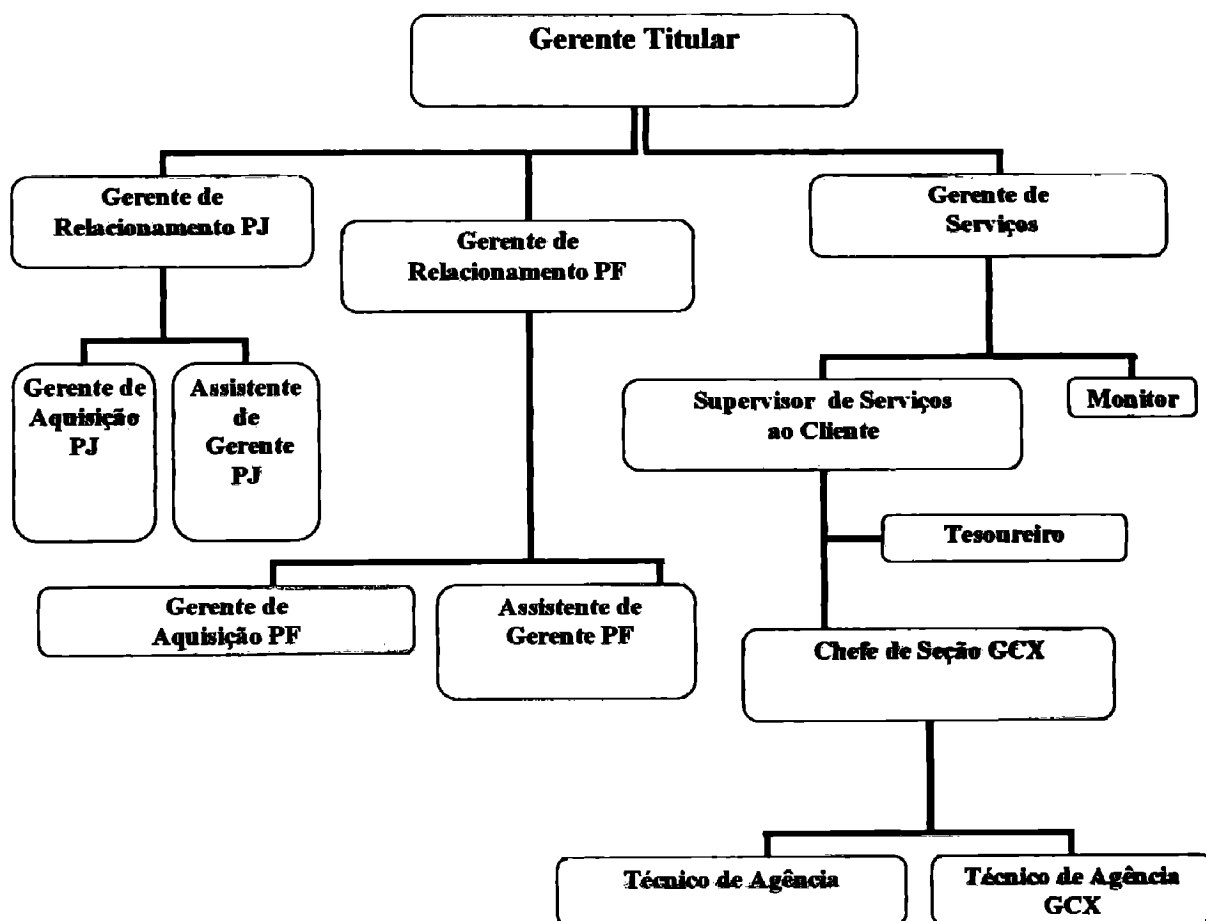 Gerente Titular
Gerente de
Relacionamento PJ
Gerente de
Relacionamento PF
Gerente de
Serviços
Gerente de
Aquisição
PJ
Assistente
de
Gerente
PJ
Supervisor de Serviços
ao Cliente
Monitor
Tesoureiro
Gerente de
Aquisição PF
Assistente de
Gerente PF
Chefe de Seção GCX
Técnico de Agência
Técnico de Agência
GCX